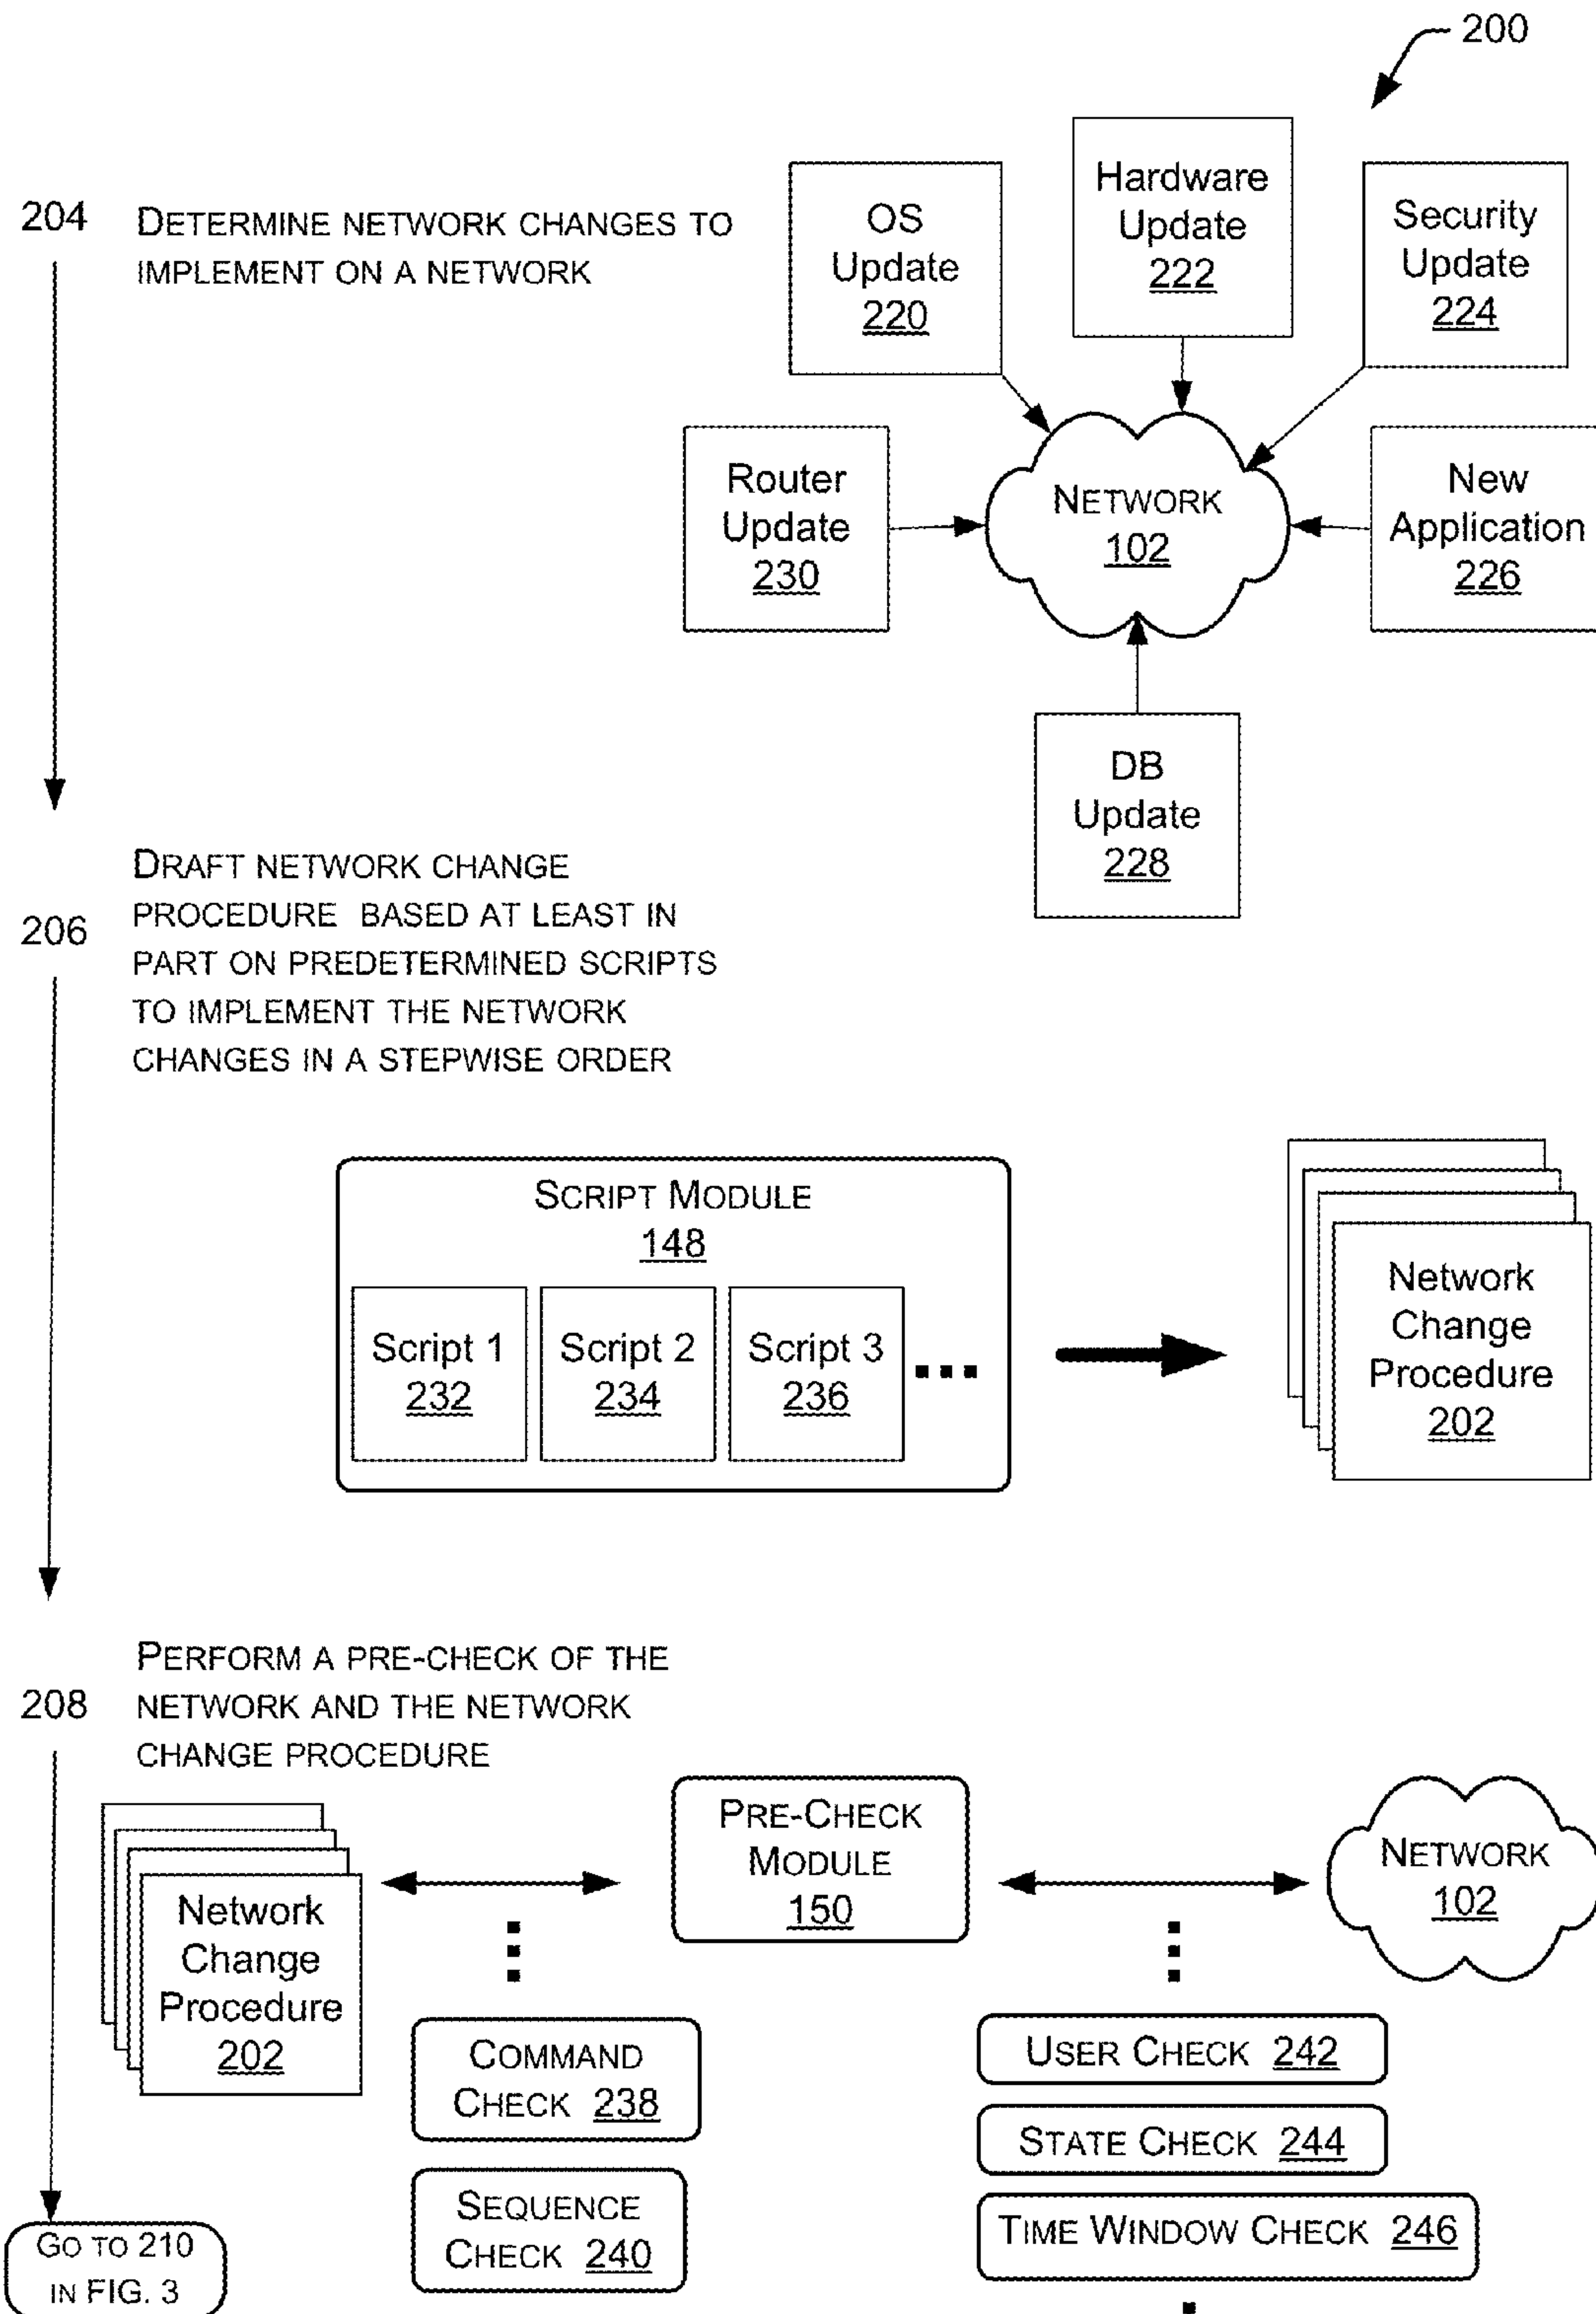 200
204
DETERMINE NETWORK CHANGES TO
IMPLEMENT ON A NETWORK
OS
Update
220
Hardware
Update
222
Security
Update
224
Router
Update
230
NETWORK
102
New
Application
226
DB
Update
228
206
DRAFT NETWORK CHANGE
PROCEDURE BASED AT LEAST IN
PART ON PREDETERMINED SCRIPTS
TO IMPLEMENT THE NETWORK
CHANGES IN A STEPWISE ORDER
SCRIPT MODULE
148
Script 1
232
Script 2
234
Script 3
236
Network
Change
Procedure
202
208
PERFORM A PRE-CHECK OF THE
NETWORK AND THE NETWORK
CHANGE PROCEDURE
Network
Change
Procedure
202
PRE-CHECK
MODULE
150
NETWORK
102
COMMAND
CHECK 238
SEQUENCE
CHECK 240
USER CHECK 242
STATE CHECK 244
TIME WINDOW CHECK 246
GO TO 210
IN FIG. 3